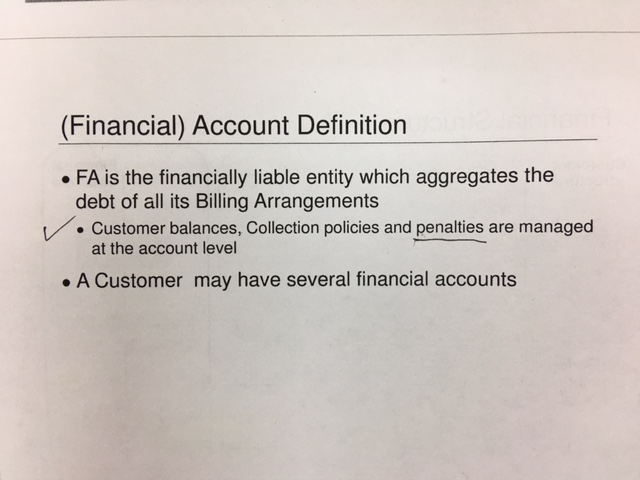 (Financial) Account Definition
• FA is the financially liable entity which aggregates the
debt of all its Billing Arrangements
• Customer balances, Collection policies and penalties are managed
at the account level
• A Customer may have several financial accounts